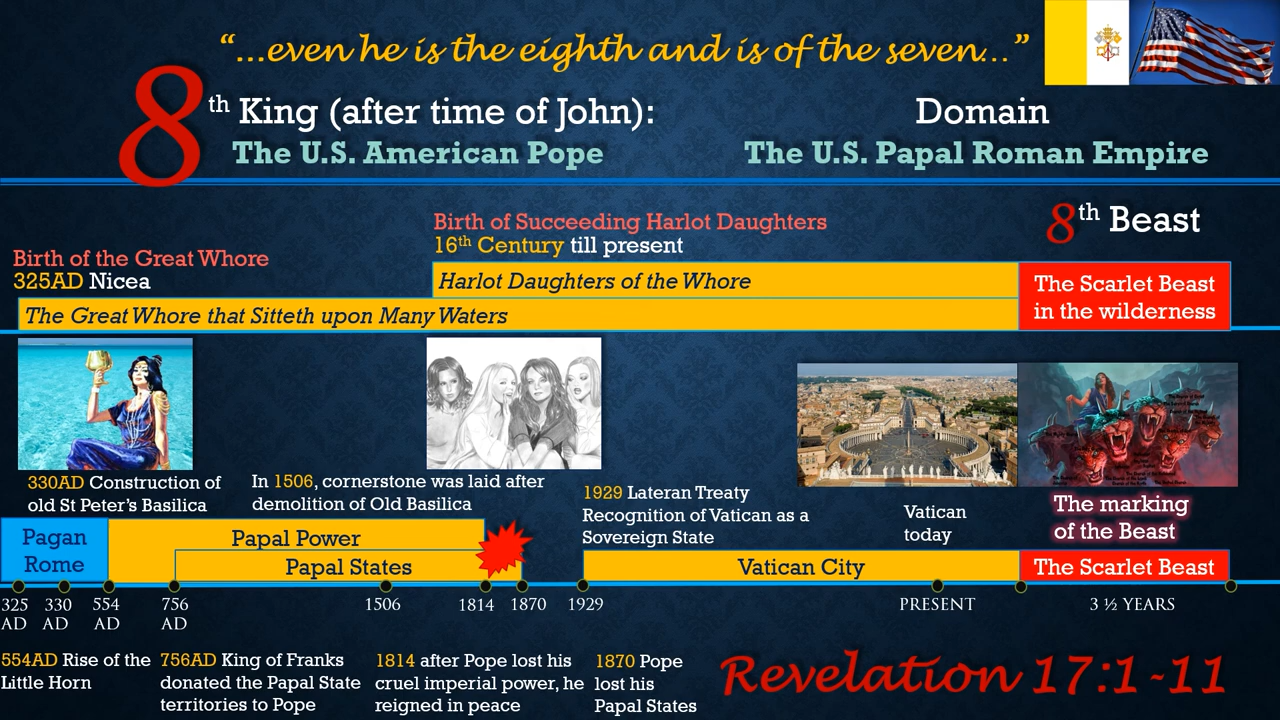 “...even he is the eighth and is of the seven...”
8th King (after time of John):
The U.S. American Pope
Domain
The U.S. Papal Roman Empire
Birth of the Great Whore
325AD Nicea
Birth of Succeeding Harlot Daughters
16th Century till present
8th Beast
Harlot Daughters of the Whore
The Great Whore that Sitteth upon Many Waters
The Scarlet Beast
in the wilderness
330AD Construction of
old St Peter’s Basilica
In 1506, cornerstone was laid after
demolition of Old Basilica
1929 Lateran Treaty
Recognition of Vatican as a
Sovereign State
Vatican
today
The marking
of the Beast
Pagan
Rome
Papal Power
Papal States
Vatican City
The Scarlet Beast
325
AD
330
AD
554
AD
756
AD
1506
1814
1870
1929
PRESENT
3 ½ YEARS
554AD Rise of the
Little Horn
756AD King of Franks
donated the Papal State
territories to Pope
1814 after Pope lost his
cruel imperial power, he
reigned in peace
1870 Pope
lost his
Papal States
Revelation 17:1-11